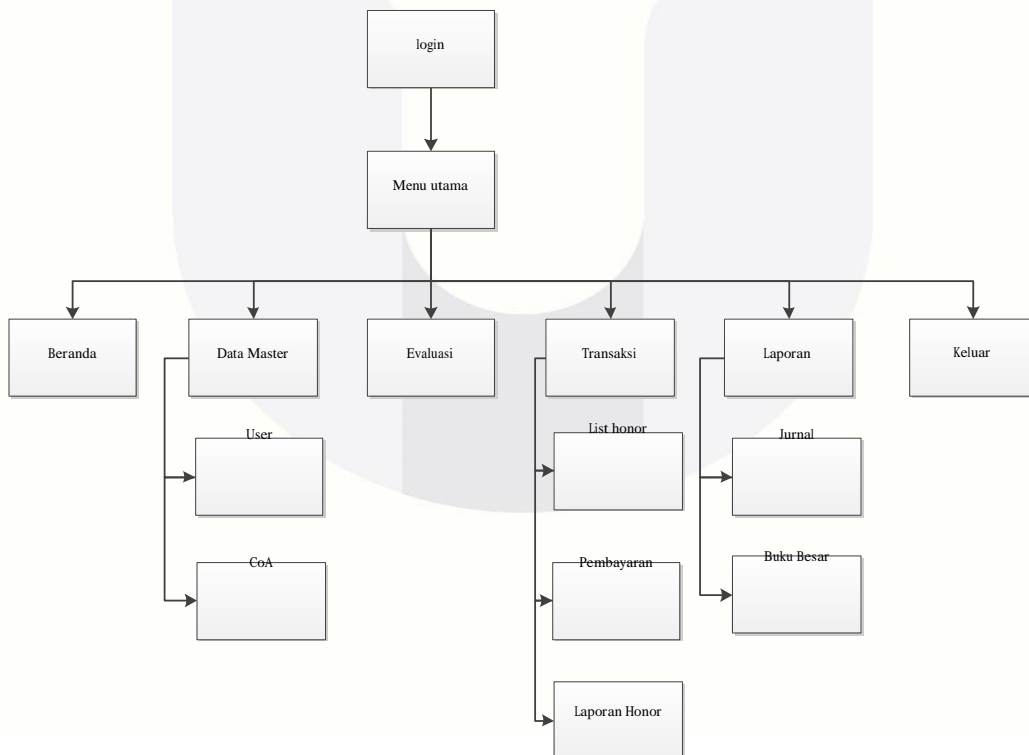 login
Menu utama
Beranda
Data Master
Evaluasi
Transaksi
Laporan
Keluar
User
List honor
Jurnal
CoA
Pembayaran
Buku Besar
Laporan Honor